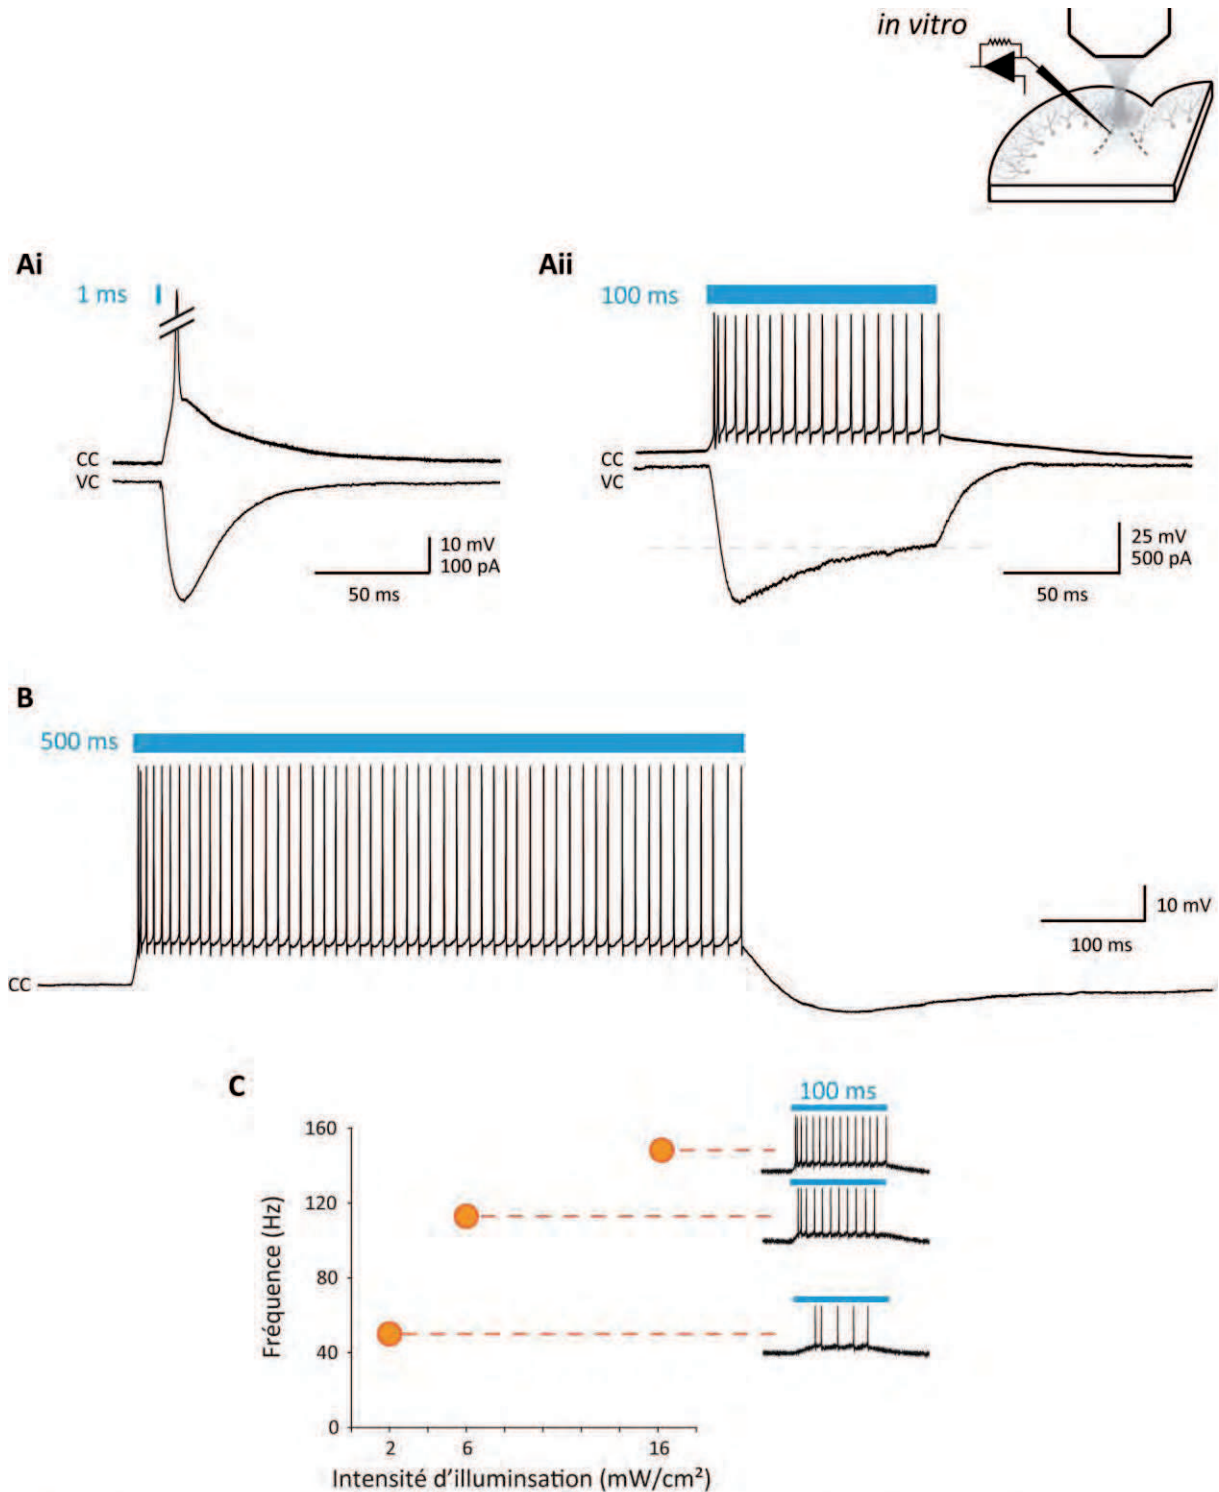 in vitro
Ai
1 ms
CC
VC
10 mV
100 pA
50 ms
Aii
100 ms
CC
VC
25 mV
500 pA
50 ms
B
500 ms
CC
10 mV
100 ms
C
100 ms
Fréquence (Hz)
160
120
80
40
0
2 6 16
Intensité d'illuminsation (mW/cm²)